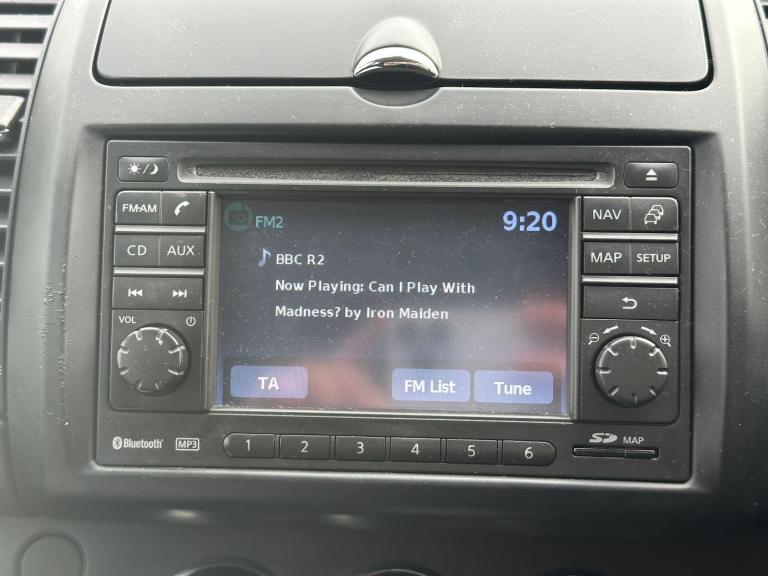 FM·AM
CD AUX
VOL
FM2 9:20
BBC R2
Now Playing: Can I Play With
Madness? by Iron Maiden
TA FM List Tune
NAV
MAP SETUP
Bluetooth MP3 1 2 3 4 5 6 SD MAP